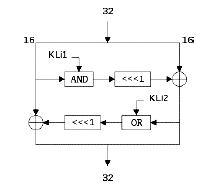 32
16
16
KLi1
AND
<<<1
KLi2
<<<1
OR
32